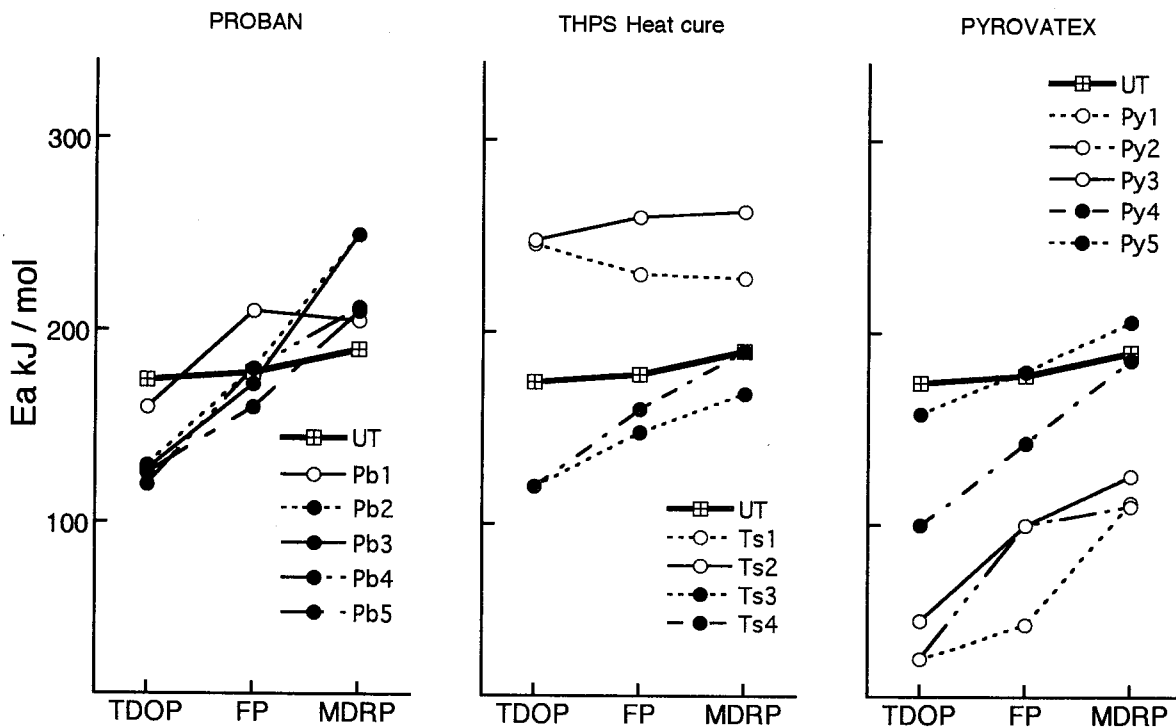 PROBAN
THPS Heat cure
PYROVATEX
Ea kJ / mol
300
200
100
UT
Pb1
Pb2
Pb3
Pb4
Pb5
TDOP FP MDRP
UT
Ts1
Ts2
Ts3
Ts4
TDOP FP MDRP
UT
Py1
Py2
Py3
Py4
Py5
TDOP FP MDRP